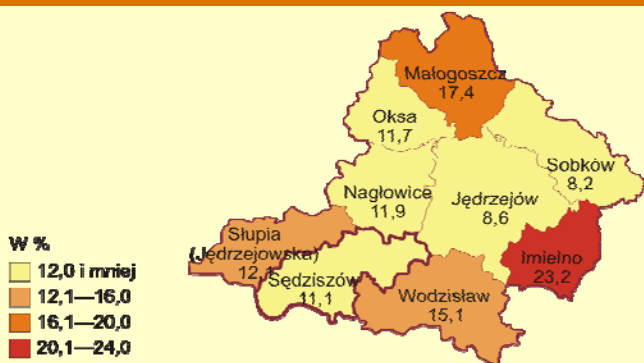 Małogoszcz
17,4
Oksa
11,7
Sobków
8,2
Nagłowice
11,9
Jędrzejów
8,6
Słupia
(Jędrzejowska)
12,1
Imielno
23,2
Sędziszów
11,1
Wodzisław
15,1
W %
12,0 i mniej
12,1—16,0
16,1—20,0
20,1—24,0